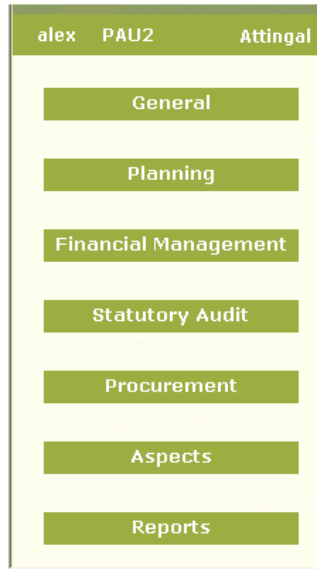 alex PAU2 Attingal
General
Planning
Financial Management
Statutory Audit
Procurement
Aspects
Reports